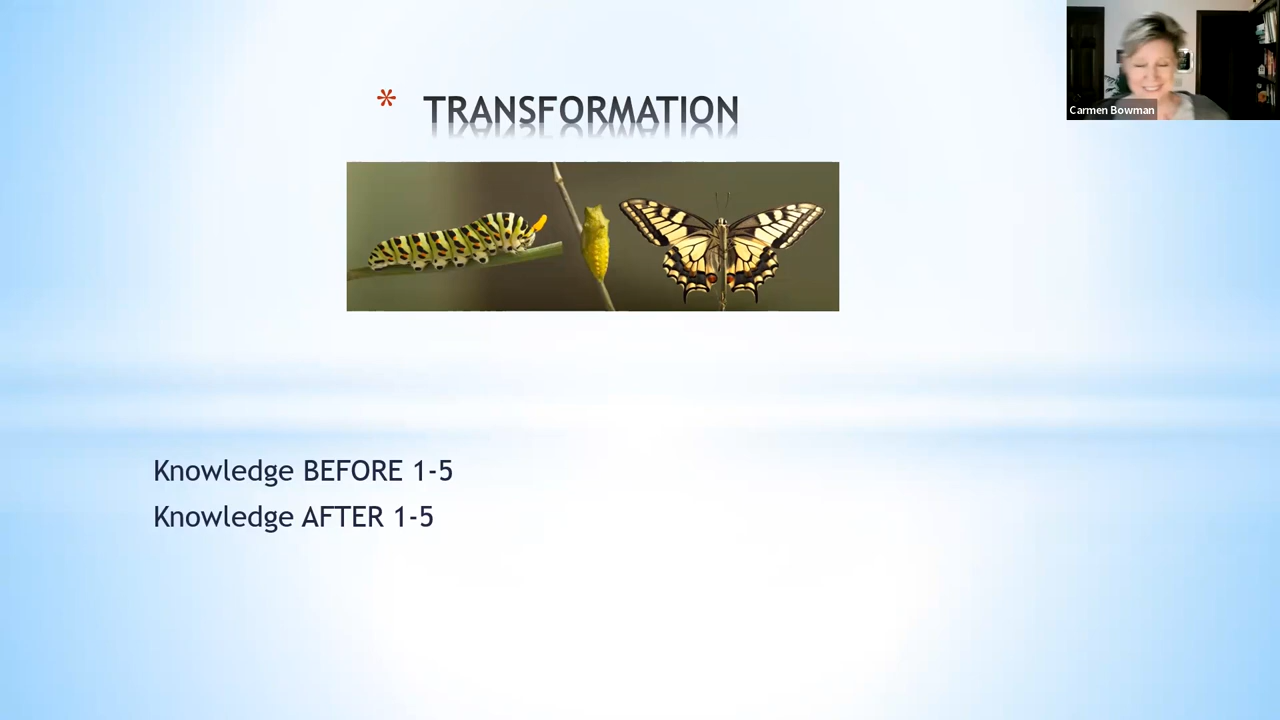 * TRANSFORMATION
Carmen Bowman
Knowledge BEFORE 1-5
Knowledge AFTER 1-5